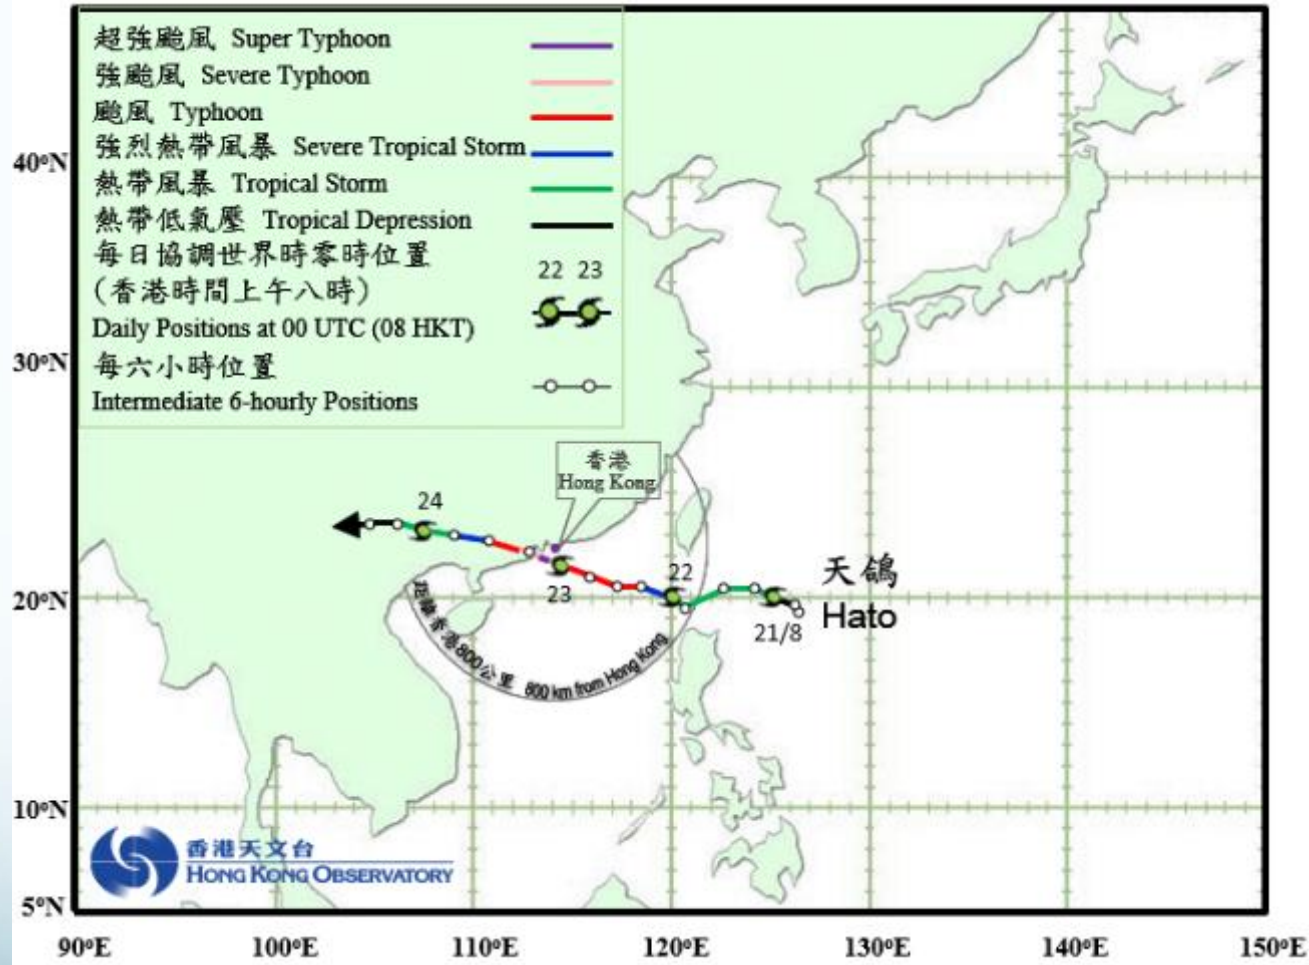 超強颱風 Super Typhoon
強颱風 Severe Typhoon
颱風 Typhoon
強烈熱帶風暴 Severe Tropical Storm
熱帶風暴 Tropical Storm
熱帶低氣壓 Tropical Depression
每日協調世界時零時位置
(香港時間上午八時)
22 23
Daily Positions at 00 UTC (08 HKT)
每六小時位置
Intermediate 6-hourly Positions
40°N
30°N
20°N
10°N
5°N
香港
Hong Kong
24
23
22
21/8
天鴿
Hato
距離香港800公里 800 km from Hong Kong
香港天文台
HONG KONG OBSERVATORY
90°E 100°E 110°E 120°E 130°E 140°E 150°E